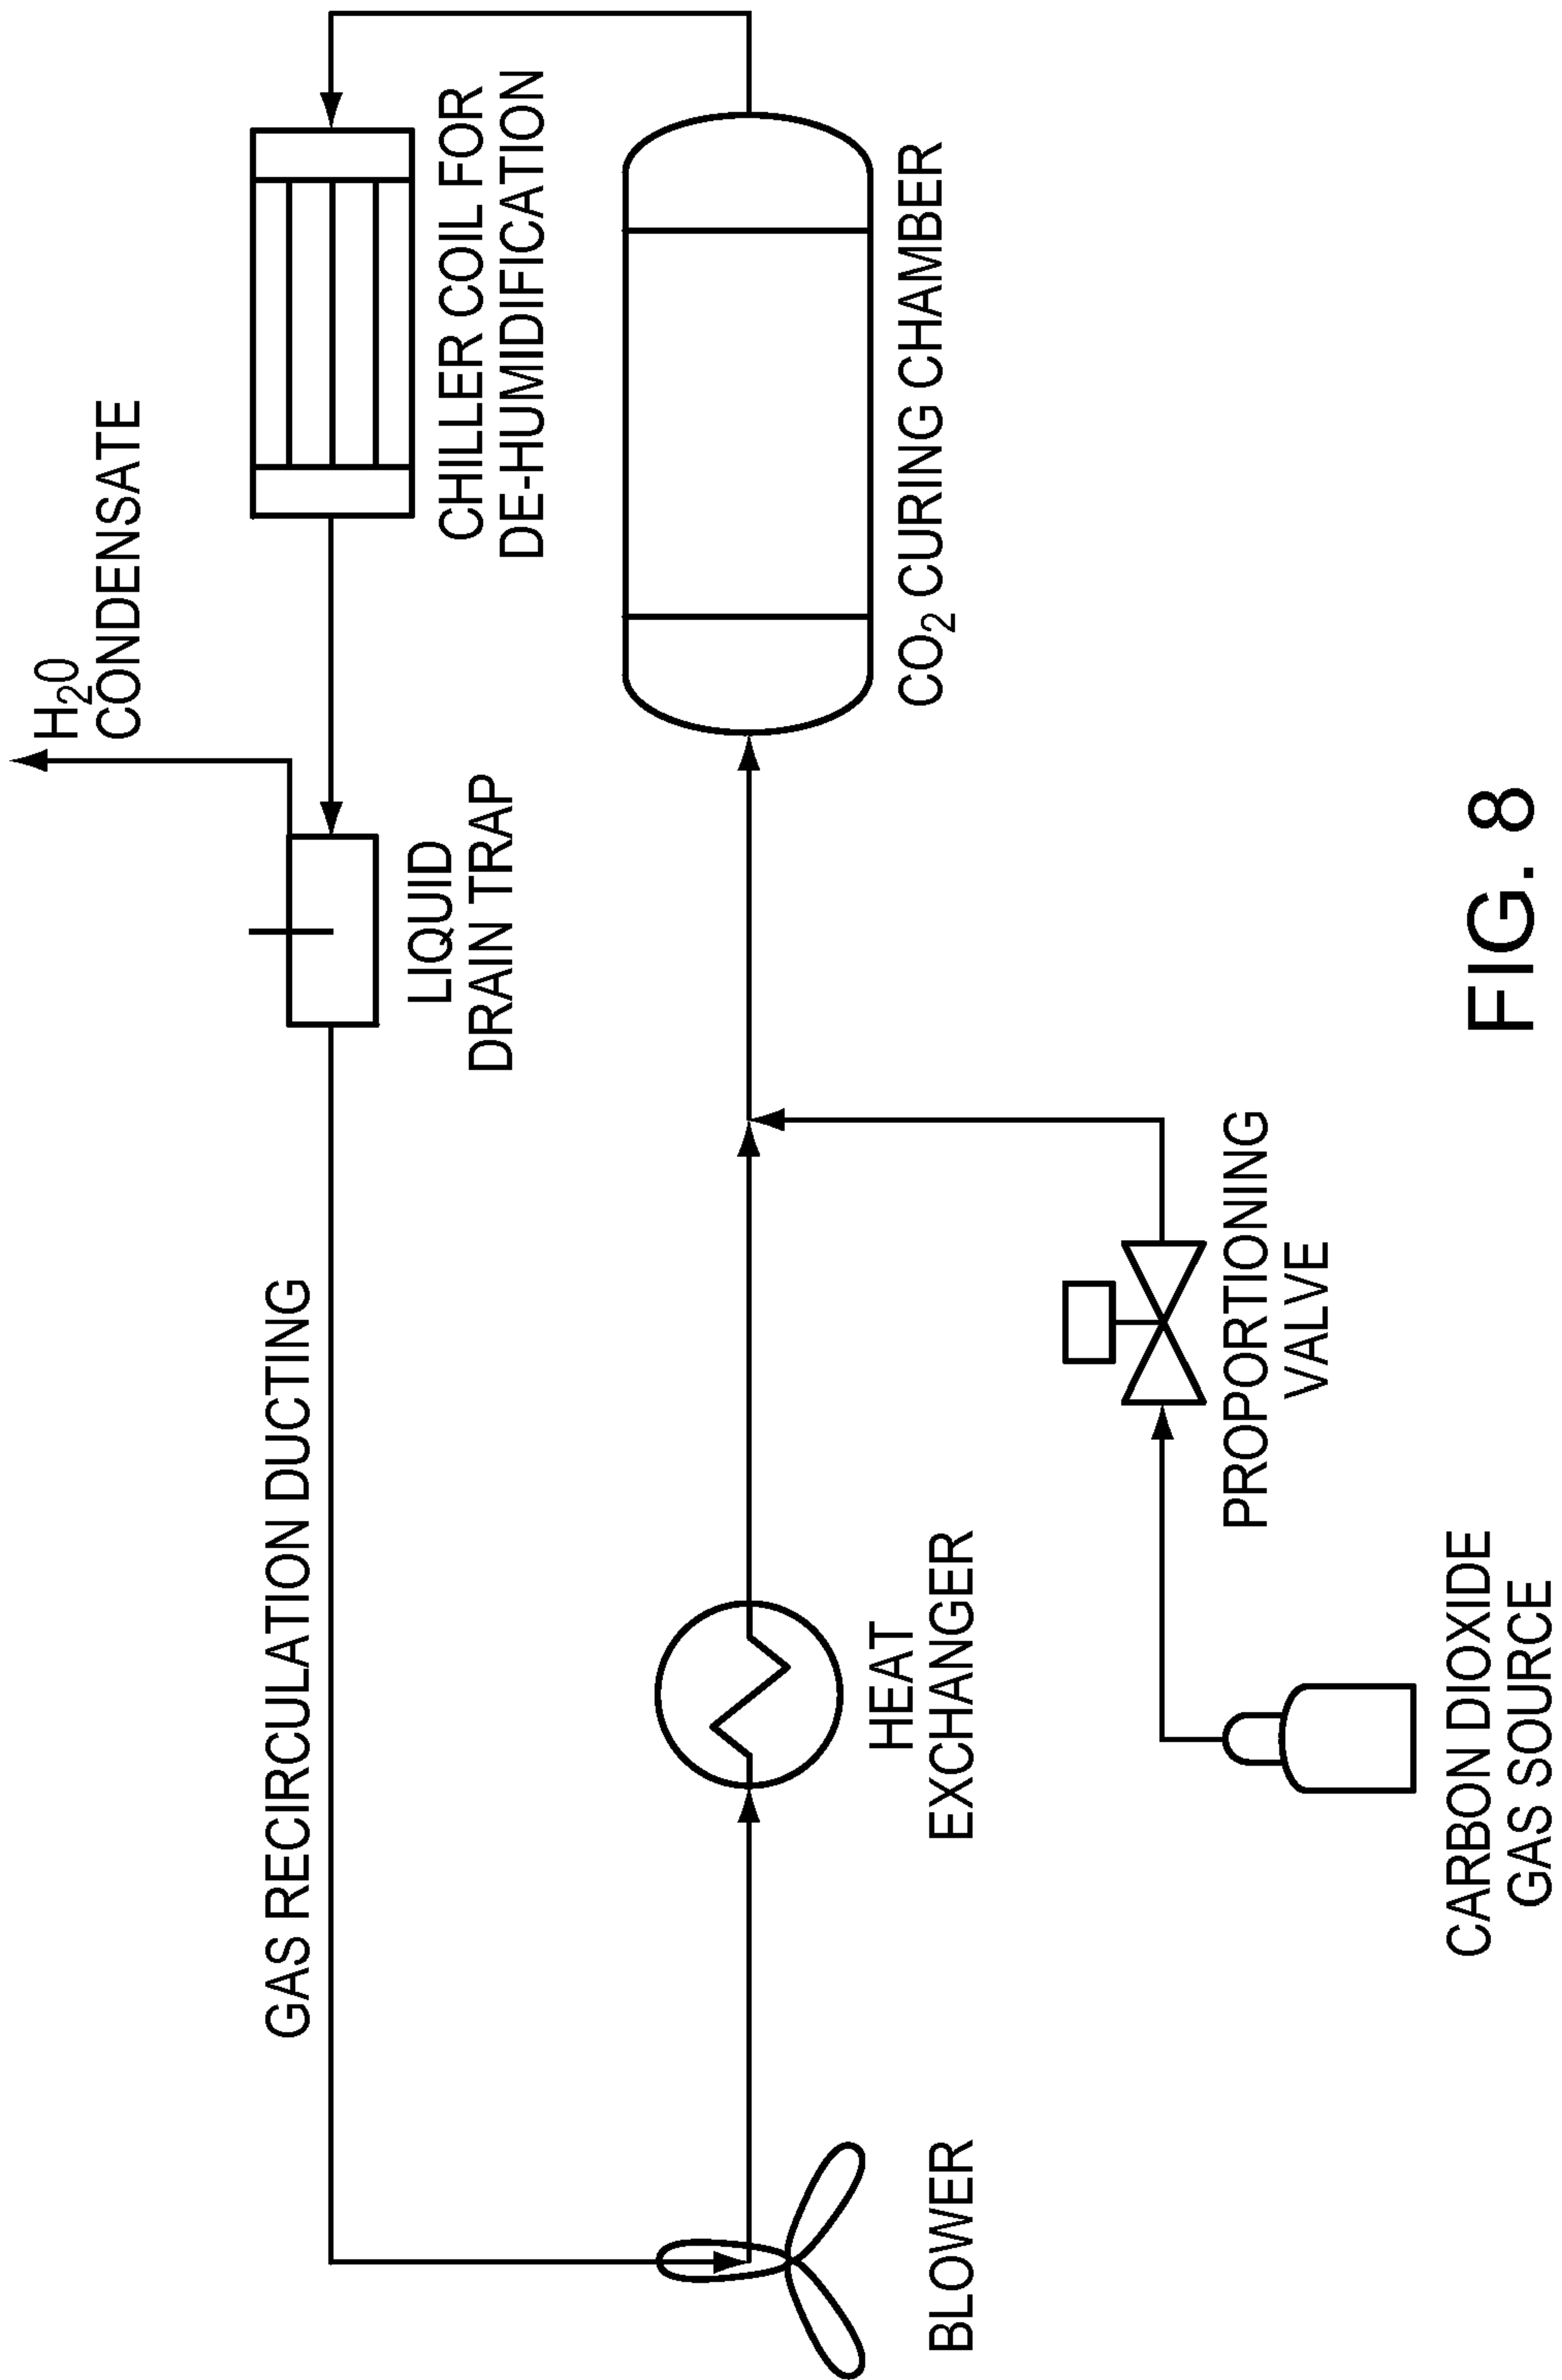 H₂O
CONDENSATE
GAS RECIRCULATION DUCTING
LIQUID
DRAIN TRAP
CHILLER COIL FOR
DE-HUMIDIFICATION
BLOWER
HEAT
EXCHANGER
CO₂ CURING CHAMBER
PROPORTIONING
VALVE
CARBON DIOXIDE
GAS SOURCE
FIG. 8